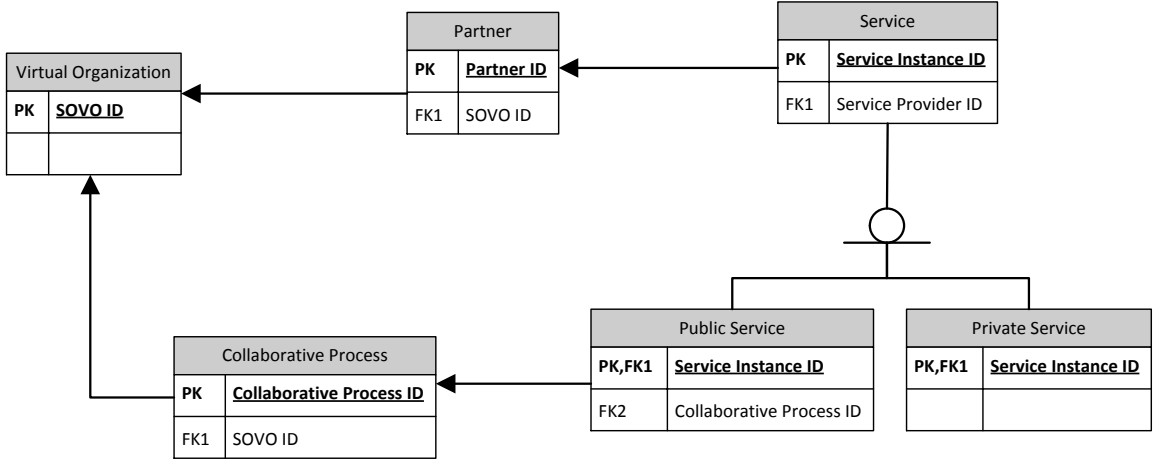 Virtual Organization
PK SOVO ID
Partner
PK Partner ID
FK1 SOVO ID
Service
PK Service Instance ID
FK1 Service Provider ID
Collaborative Process
PK Collaborative Process ID
FK1 SOVO ID
Public Service
PK,FK1 Service Instance ID
FK2 Collaborative Process ID
Private Service
PK,FK1 Service Instance ID